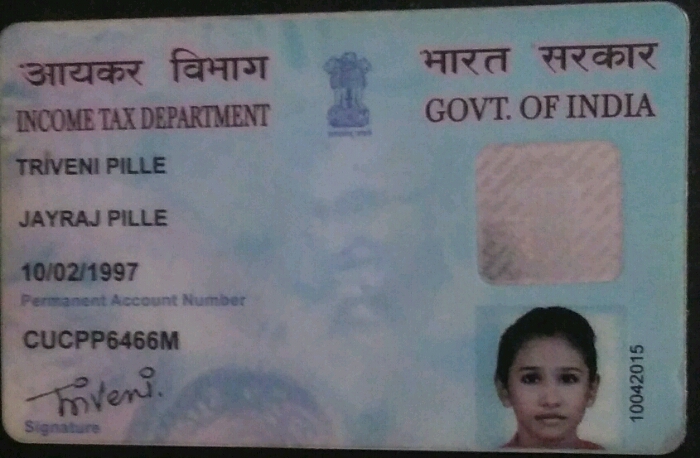 आयकर विभाग
भारत सरकार
INCOME TAX DEPARTMENT
GOVT. OF INDIA
TRIVENI PILLE
JAYRAJ PILLE
10/02/1997
Permanent Account Number
CUCPP6466M
Triveni.
Signature
10042015